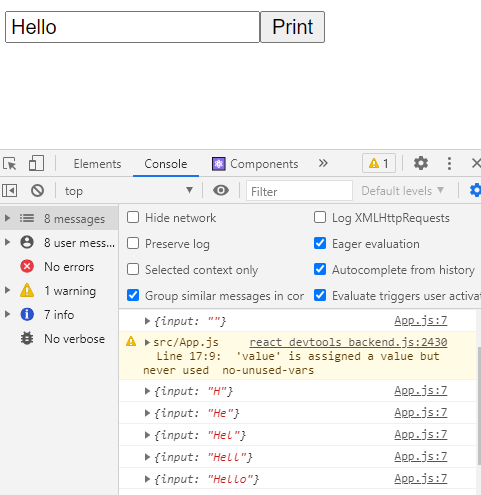 Hello Print
Elements Console Components » 1
top Filter Default levels ▼
8 messages
8 user mess...
No errors
1 warning
7 info
No verbose
Hide network Log XMLHttpRequests
Preserve log Eager evaluation
Selected context only Autocomplete from history
Group similar messages in cor Evaluate triggers user activat
{input: ""} App.js:7
src/App.js react devtools backend.js:2430
Line 17:9: 'value' is assigned a value but
never used no-unused-vars
{input: "H"} App.js:7
{input: "He"} App.js:7
{input: "Hel"} App.js:7
{input: "Hell"} App.js:7
{input: "Hello"} App.js:7